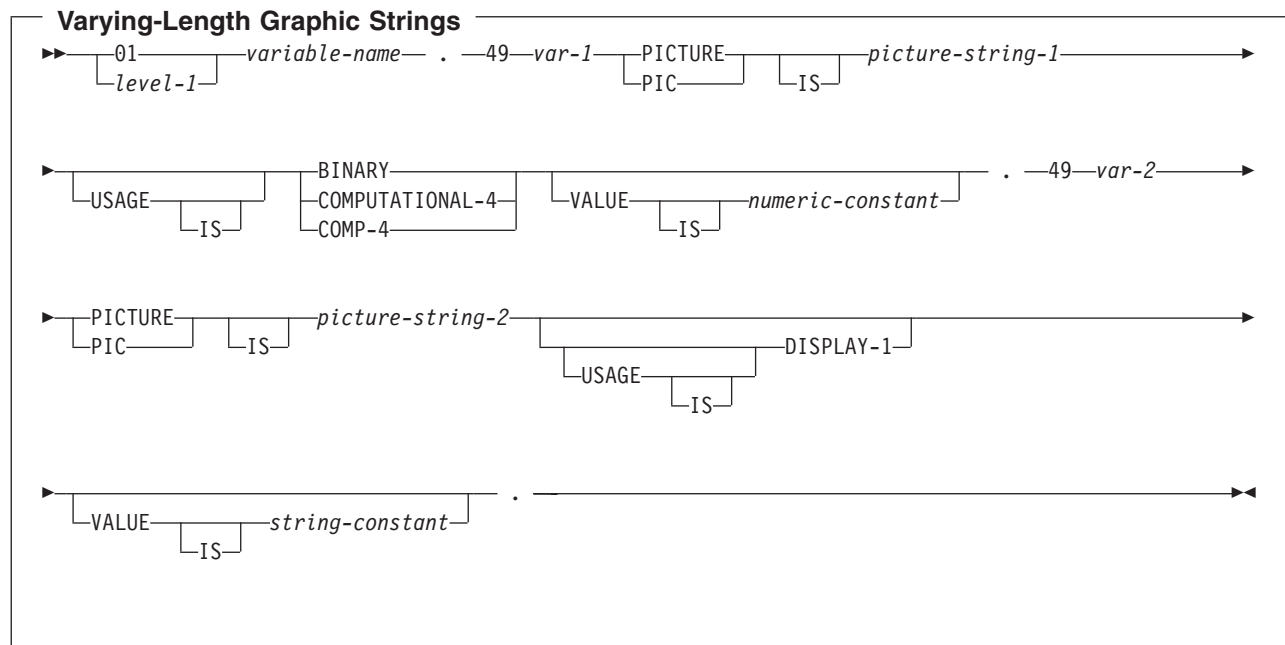 Varying-Length Graphic Strings
01 variable-name . 49 var-1 PICTURE picture-string-1
level-1 PIC IS
BINARY . 49 var-2
USAGE COMPUTATIONAL-4 VALUE numeric-constant
IS COMP-4 IS
PICTURE picture-string-2
PIC IS DISPLAY-1
USAGE
IS
.
VALUE string-constant
IS